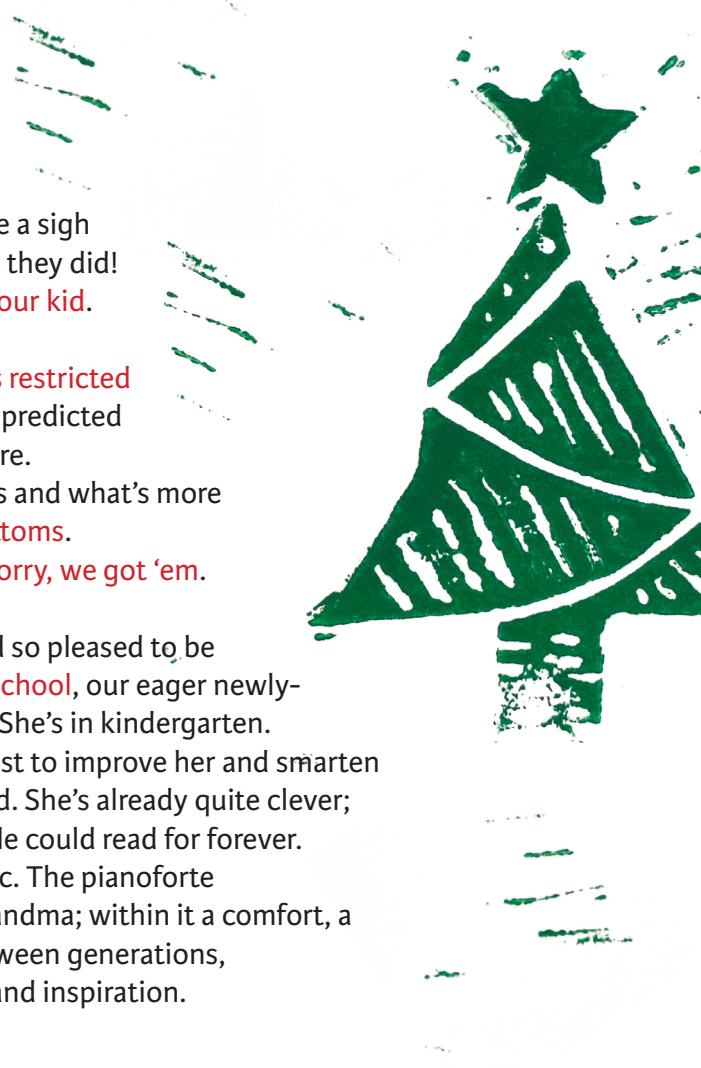 e a sigh
they did!
our kid.
s restricted
predicted
re.
s and what's more
ttoms.
orry, we got ‘em.
d so pleased to be
chool, our eager newly-
She's in kindergarten.
st to improve her and smarten
d. She's already quite clever;
le could read for forever.
c. The pianoforte
andma; within it a comfort, a
ween generations,
and inspiration.